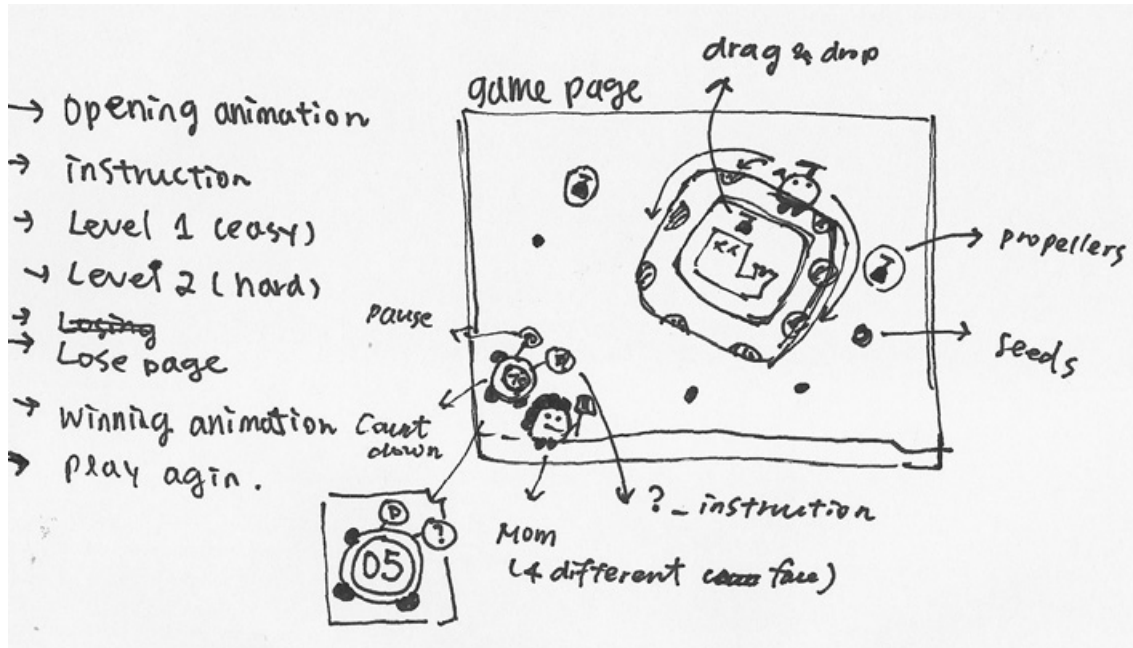 → Opening animation
→ instruction
→ Level 1 (easy)
→ Level 2 (hard)
→ Losing
→ Lose page
→ Winning animation
→ Play agin.
drag & drop
game page
propellers
seeds
pause
Count
down
?_instruction
Mom
(4 different face)
P
?
05